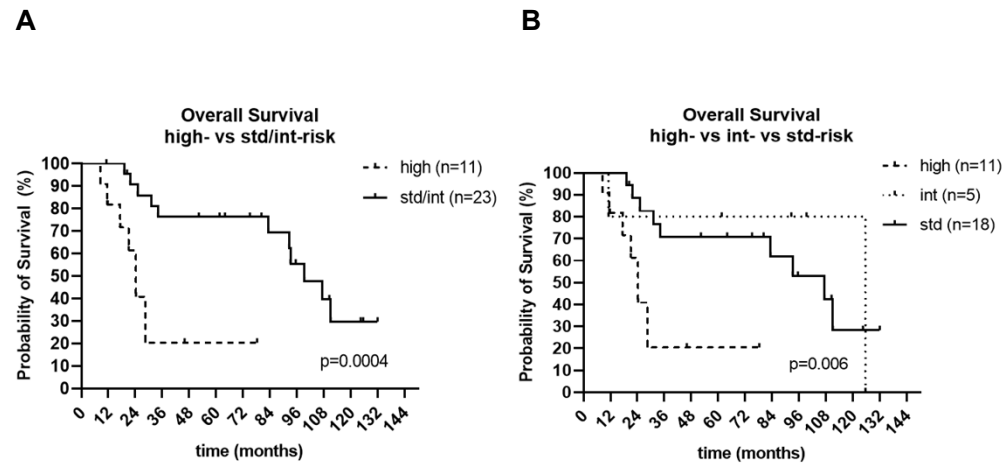 A
Overall Survival
high- vs std/int-risk
high (n=11)
std/int (n=23)
Probability of Survival (%)
100
90
80
70
60
50
40
30
20
10
0
p=0.0004
0 12 24 36 48 60 72 84 96 108 120 132 144
time (months)
B
Overall Survival
high- vs int- vs std-risk
high (n=11)
int (n=5)
std (n=18)
Probability of Survival (%)
100
90
80
70
60
50
40
30
20
10
0
p=0.006
0 12 24 36 48 60 72 84 96 108 120 132 144
time (months)